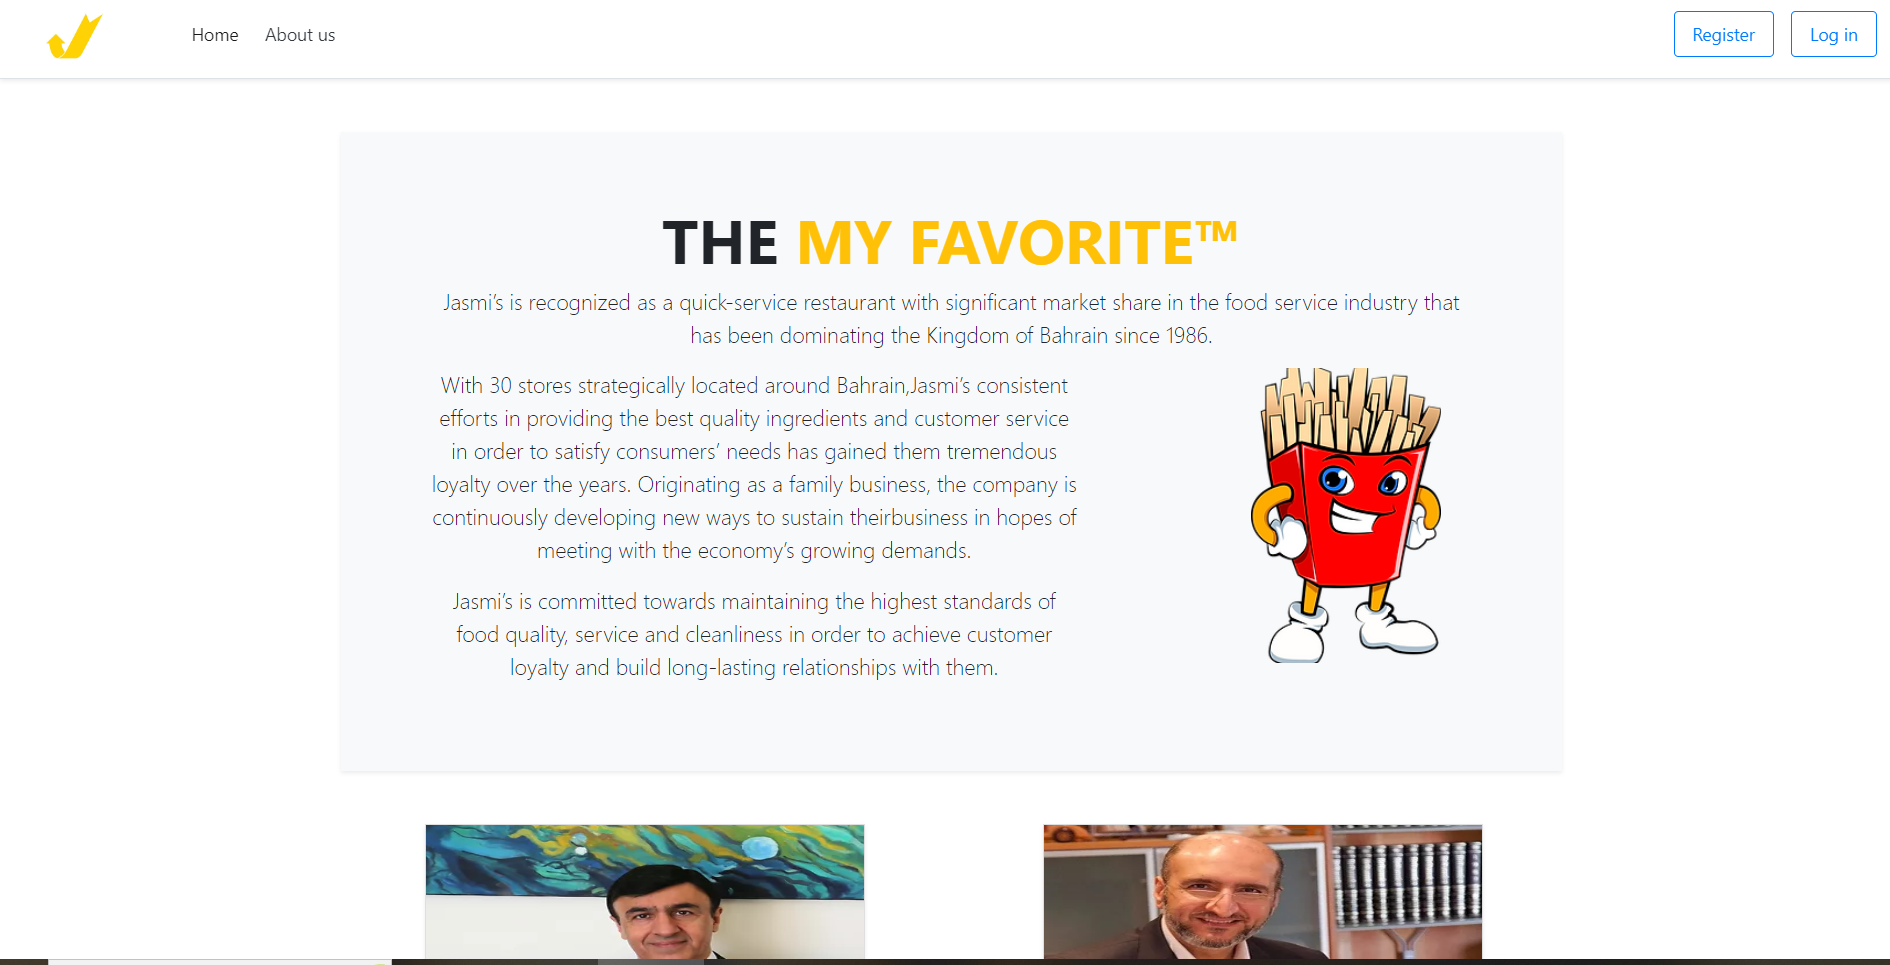 Home About us Register Log in
THE MY FAVORITE™
Jasmi’s is recognized as a quick-service restaurant with significant market share in the food service industry that
has been dominating the Kingdom of Bahrain since 1986.
With 30 stores strategically located around Bahrain,Jasmi’s consistent
efforts in providing the best quality ingredients and customer service
in order to satisfy consumers’ needs has gained them tremendous
loyalty over the years. Originating as a family business, the company is
continuously developing new ways to sustain theirbusiness in hopes of
meeting with the economy’s growing demands.
Jasmi’s is committed towards maintaining the highest standards of
food quality, service and cleanliness in order to achieve customer
loyalty and build long-lasting relationships with them.